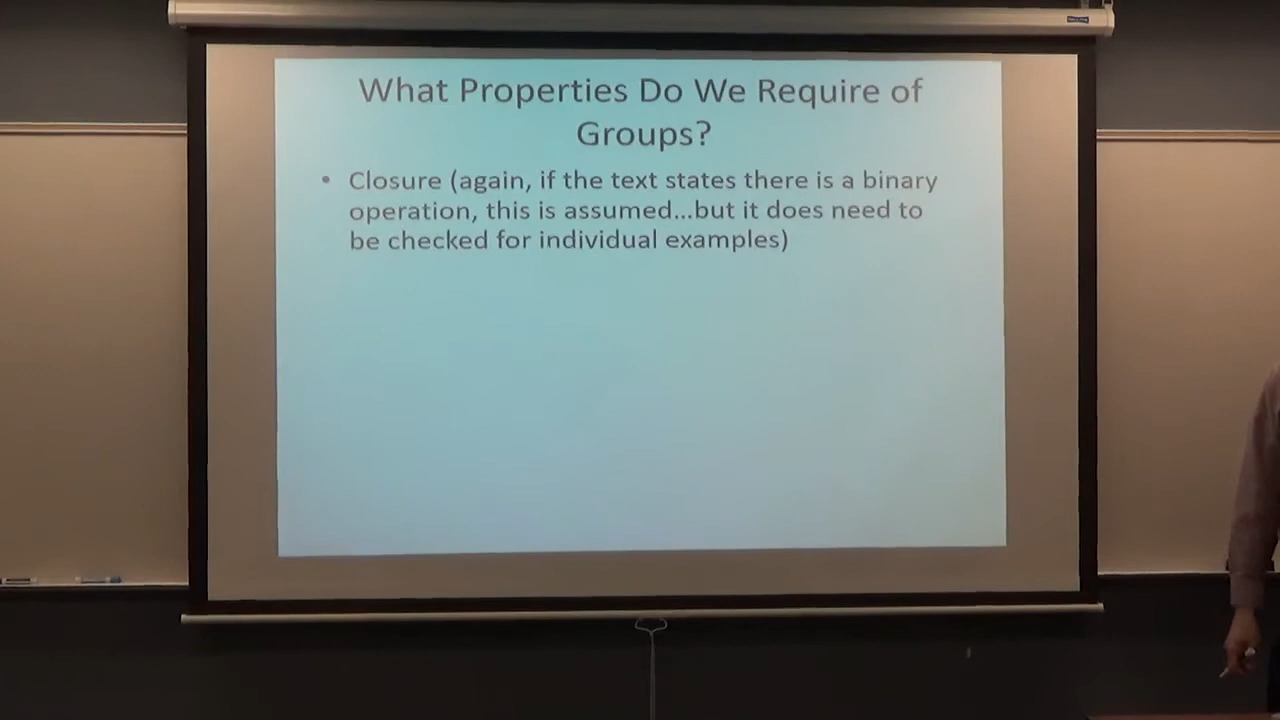 What Properties Do We Require of
Groups?
• Closure (again, if the text states there is a binary
operation, this is assumed...but it does need to
be checked for individual examples)